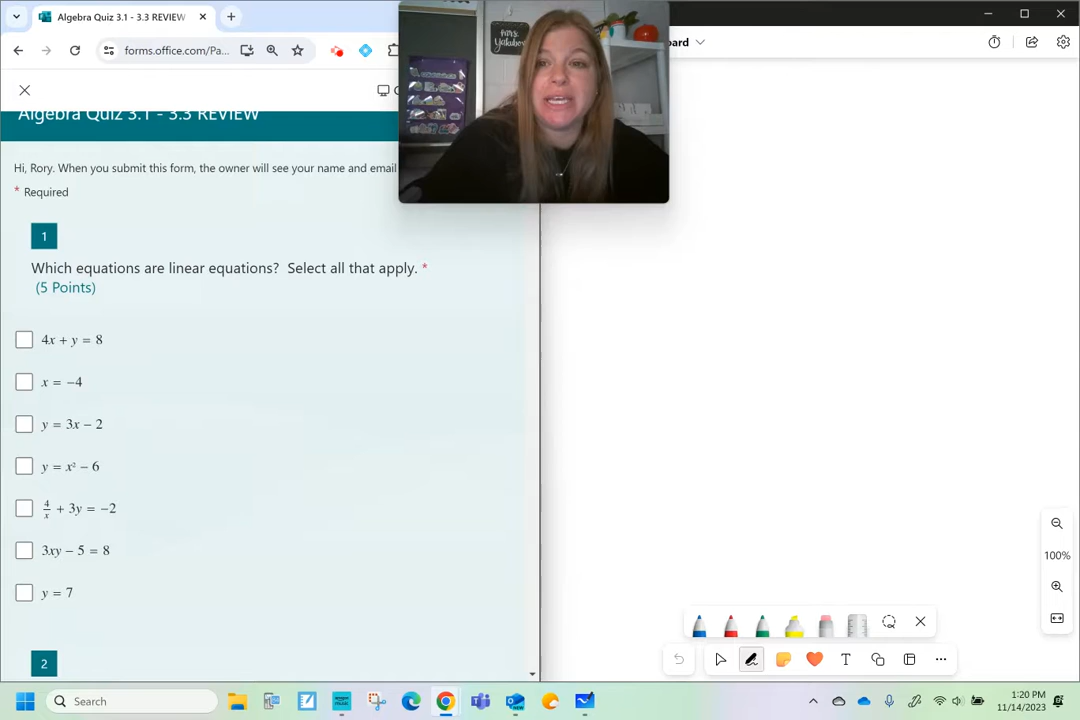 Algebra Quiz 3.1 - 3.3 REVIEW
forms.office.com/Pa...
Algebra Quiz 3.1 - 3.3 REVIEW
Hi, Rory. When you submit this form, the owner will see your name and email
* Required
1
Which equations are linear equations? Select all that apply. *
(5 Points)
4x + y = 8
x = −4
y = 3x − 2
y = x² − 6
4/x + 3y = −2
3xy − 5 = 8
y = 7
2
Mrs.
Yakubov
ard
100%
T
Search
1:20 PM
11/14/2023